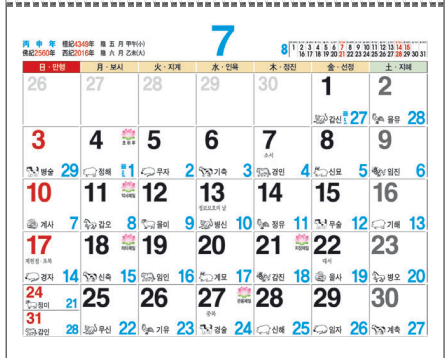 丙 申 年 檀紀4349年 陰 五 月 甲午(小)
佛紀2560年 西紀2016年 陰 六 月 乙未(大)
7
8
1 2 3 4 5 6 7 8 9 10 11 12 13 14 15
16 17 18 19 20 21 22 23 24 25 26 27 28 29 30 31
日·만행 月·보시 火·지계 水·인욕 木·정진 金·선정 土·지혜
26 27 28 29 30 1 2
갑신 27 을유 28
3 4 5 6 7 8 9
소서
병술 29 정해 1 무자 2 기축 3 경인 4 신묘 5 임진 6
10 11 12 13 14 15 16
계사 7 갑오 8 을미 9 병신 10 정유 11 무술 12 기해 13
17 18 19 20 21 22 23
제헌절·초복 대서
경자 14 신축 15 임인 16 계묘 17 갑진 18 을사 19 병오 20
24 25 26 27 28 29 30
정미 21 중복
31
갑인 28 무신 22 기유 23 경술 24 신해 25 임자 26 계축 27